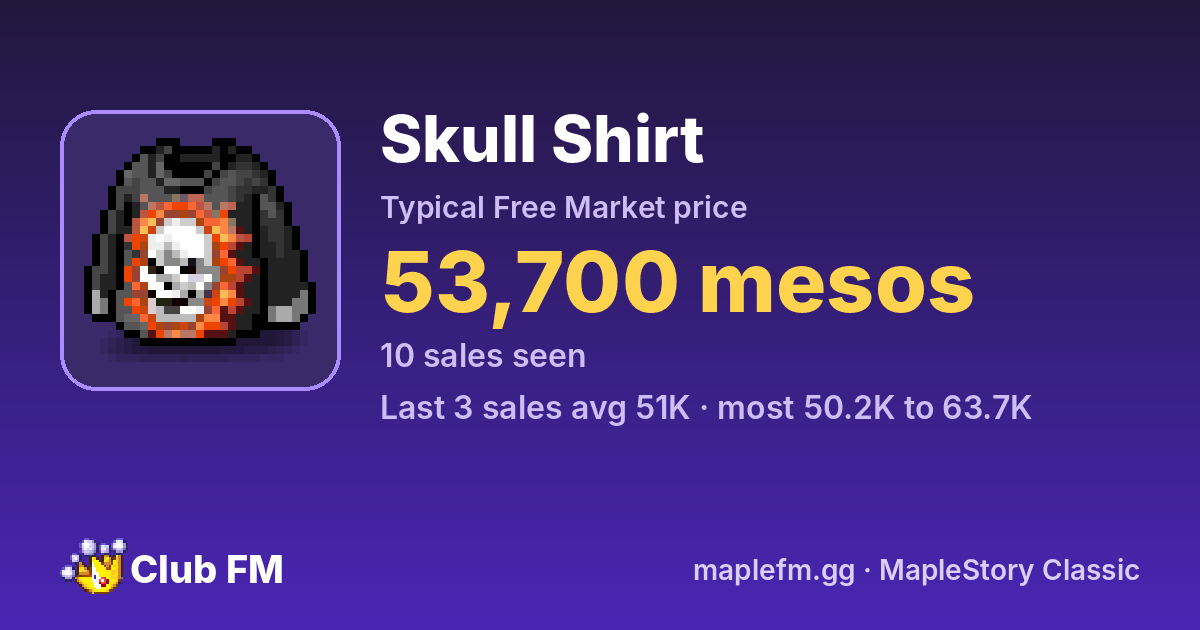 Skull Shirt
Typical Free Market price
53,700 mesos
10 sales seen
Last 3 sales avg 51K · most 50.2K to 63.7K
Club FM
maplefm.gg · MapleStory Classic